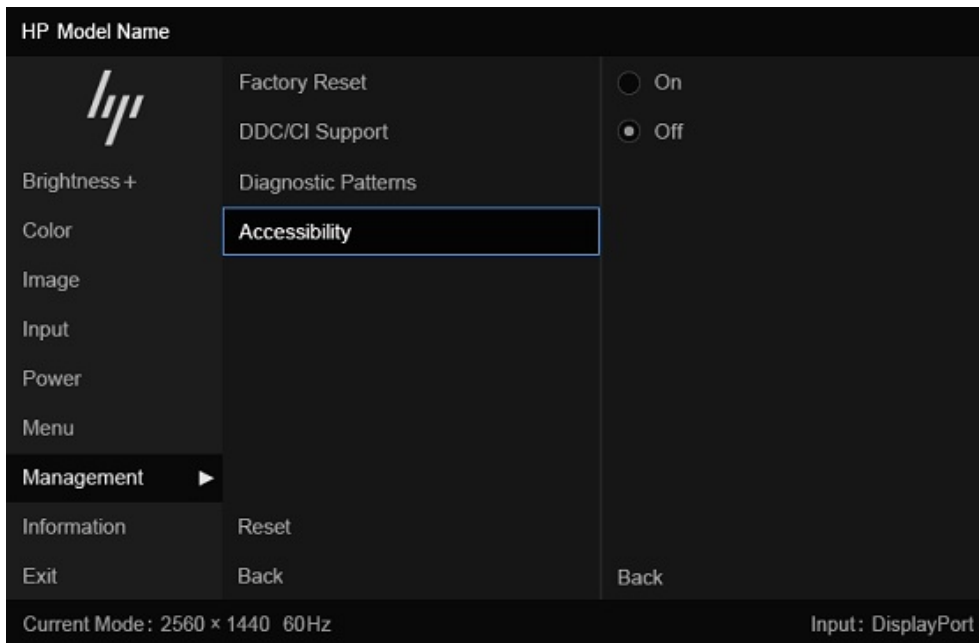 HP Model Name
hp
Brightness+
Color
Image
Input
Power
Menu
Management ▶
Information
Exit
Factory Reset
DDC/CI Support
Diagnostic Patterns
Accessibility
Reset
Back
On
Off
Back
Current Mode: 2560 × 1440 60Hz
Input: DisplayPort